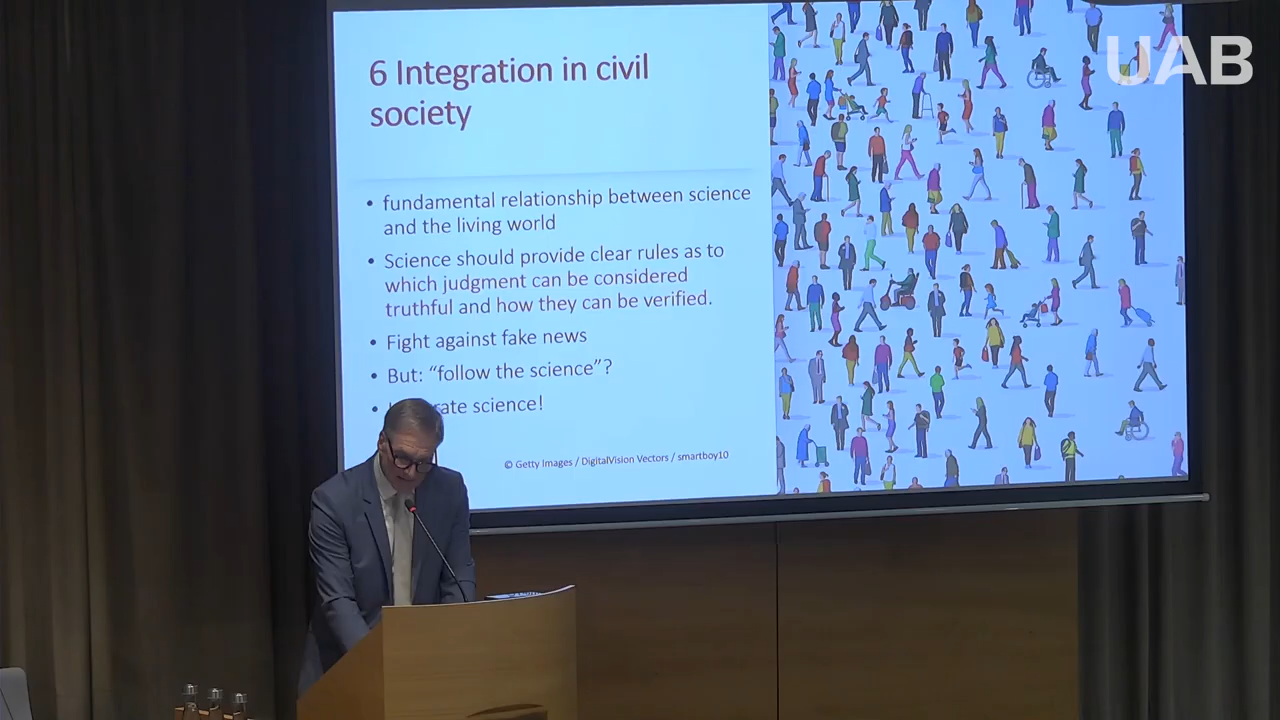 UAB
6 Integration in civil
society
• fundamental relationship between science
and the living world
• Science should provide clear rules as to
which judgment can be considered
truthful and how they can be verified.
• Fight against fake news
• But: “follow the science”?
• science!
© Getty Images / DigitalVision Vectors / smartboy10